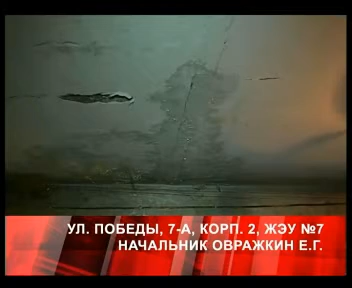 УЛ. ПОБЕДЫ, 7-А, КОРП. 2, ЖЭУ №7
НАЧАЛЬНИК ОВРАЖКИН Е.Г.